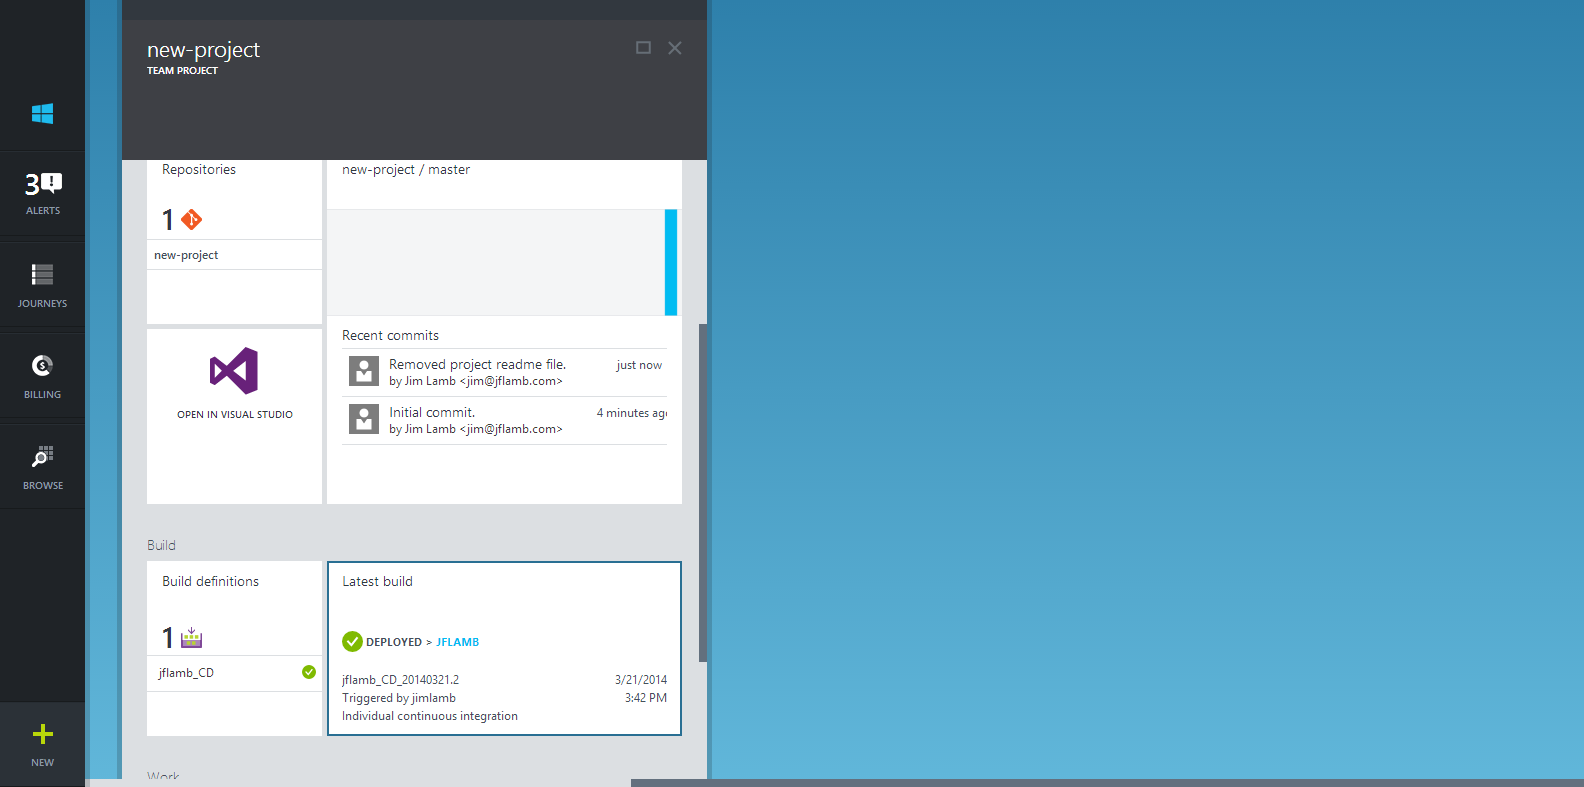 new-project
TEAM PROJECT
3
ALERTS
JOURNEYS
BILLING
BROWSE
NEW
Repositories
1
new-project
OPEN IN VISUAL STUDIO
new-project / master
Recent commits
Removed project readme file. just now
by Jim Lamb <jim@jflamb.com>
Initial commit. 4 minutes ago
by Jim Lamb <jim@jflamb.com>
Build
Build definitions
1
jflamb_CD
Latest build
DEPLOYED > JFLAMB
jflamb_CD_20140321.2 3/21/2014
Triggered by jimlamb 3:42 PM
Individual continuous integration
Work